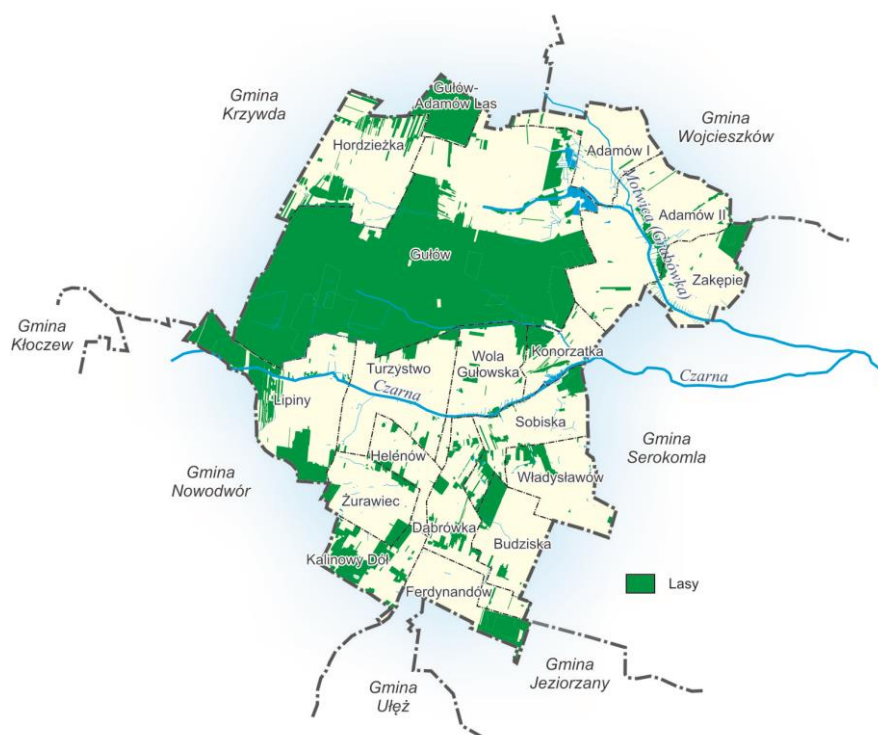 Gmina
Krzywda
Gułów-
Adamów Las
Gmina
Wojcieszków
Hordzieżka
Adamów I
Motwica (Grabówka)
Adamów II
Gułów
Zakępie
Gmina
Kłoczew
Konorzatka
Turzystwo
Wola
Gułowska
Czarna
Czarna
Lipiny
Sobiska
Gmina
Serokomla
Helenów
Gmina
Nowodwór
Władysławów
Żurawiec
Dąbrówka
Budziska
Kalinowy Dół
Ferdynandów
Lasy
Gmina
Jeziorzany
Gmina
Ułęż